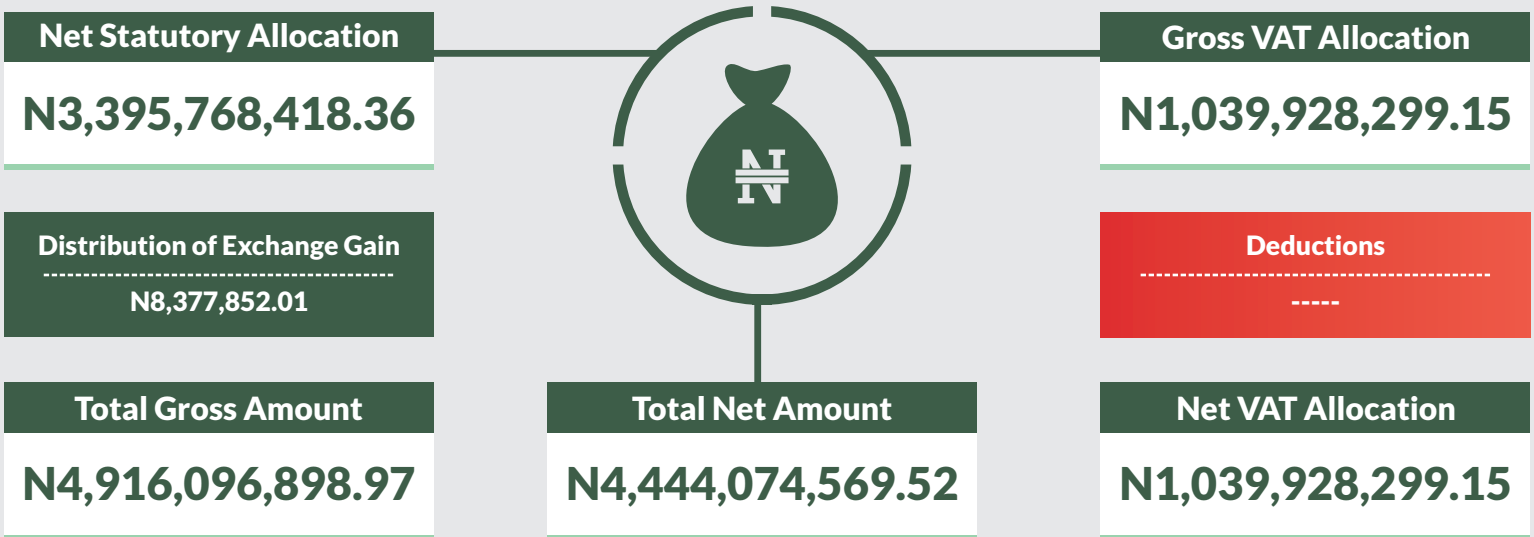 Net Statutory Allocation
N3,395,768,418.36
Gross VAT Allocation
N1,039,928,299.15
₦
Distribution of Exchange Gain
N8,377,852.01
Deductions
-----
Total Gross Amount
N4,916,096,898.97
Total Net Amount
N4,444,074,569.52
Net VAT Allocation
N1,039,928,299.15